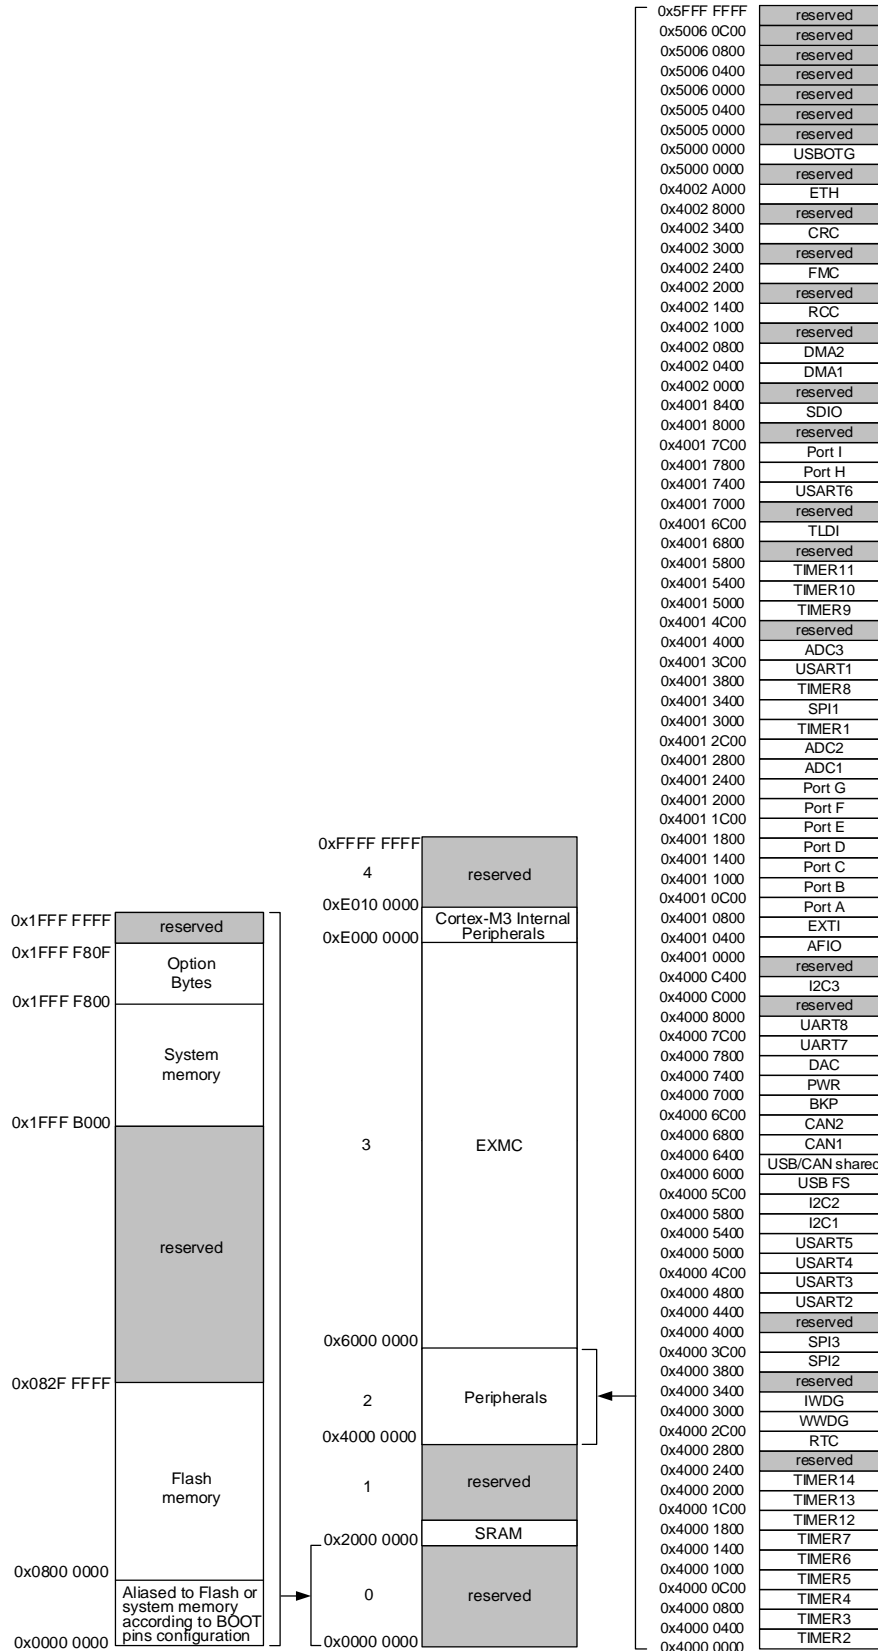 0x5FFF FFFF
reserved
0x5006 0C00
reserved
0x5006 0800
reserved
0x5006 0400
reserved
0x5006 0000
reserved
0x5005 0400
reserved
0x5005 0000
reserved
0x5000 0000
USBOTG
0x5000 0000
reserved
0x4002 A000
ETH
0x4002 8000
reserved
0x4002 3400
CRC
0x4002 3000
reserved
0x4002 2400
FMC
0x4002 2000
reserved
0x4002 1400
RCC
0x4002 1000
reserved
0x4002 0800
DMA2
0x4002 0400
DMA1
0x4002 0000
reserved
0x4001 8400
SDIO
0x4001 8000
reserved
0x4001 7C00
Port I
0x4001 7800
Port H
0x4001 7400
USART6
0x4001 7000
reserved
0x4001 6C00
TLDI
0x4001 6800
reserved
0x4001 5800
TIMER11
0x4001 5400
TIMER10
0x4001 5000
TIMER9
0x4001 4C00
reserved
0x4001 4000
ADC3
0x4001 3C00
USART1
0x4001 3800
TIMER8
0x4001 3400
SPI1
0x4001 3000
TIMER1
0x4001 2C00
ADC2
0x4001 2800
ADC1
0x4001 2400
Port G
0x4001 2000
Port F
0x4001 1C00
Port E
0x4001 1800
Port D
0x4001 1400
Port C
0x4001 1000
Port B
0x4001 0C00
Port A
0x4001 0800
EXTI
0x4001 0400
AFIO
0x4001 0000
reserved
0x4000 C400
I2C3
0x4000 C000
reserved
0x4000 8000
UART8
0x4000 7C00
UART7
0x4000 7800
DAC
0x4000 7400
PWR
0x4000 7000
BKP
0x4000 6C00
CAN2
0x4000 6800
CAN1
0x4000 6400
USB/CAN shared
0x4000 6000
USB FS
0x4000 5C00
I2C2
0x4000 5800
I2C1
0x4000 5400
USART5
0x4000 5000
USART4
0x4000 4C00
USART3
0x4000 4800
USART2
0x4000 4400
reserved
0x4000 4000
SPI3
0x4000 3C00
SPI2
0x4000 3800
reserved
0x4000 3400
IWDG
0x4000 3000
WWDG
0x4000 2C00
RTC
0x4000 2800
reserved
0x4000 2400
TIMER14
0x4000 2000
TIMER13
0x4000 1C00
TIMER12
0x4000 1800
TIMER7
0x4000 1400
TIMER6
0x4000 1000
TIMER5
0x4000 0C00
TIMER4
0x4000 0800
TIMER3
0x4000 0400
TIMER2
0x4000 0000
0xFFFF FFFF
4
reserved
0xE010 0000
Cortex-M3 Internal
Peripherals
0xE000 0000
3
EXMC
0x6000 0000
2
Peripherals
0x4000 0000
1
reserved
0x2000 0000
SRAM
0
reserved
0x0000 0000
0x1FFF FFFF
reserved
0x1FFF F80F
Option
Bytes
0x1FFF F800
System
memory
0x1FFF B000
reserved
0x082F FFFF
Flash
memory
0x0800 0000
Aliased to Flash or
system memory
according to BOOT
pins configuration
0x0000 0000